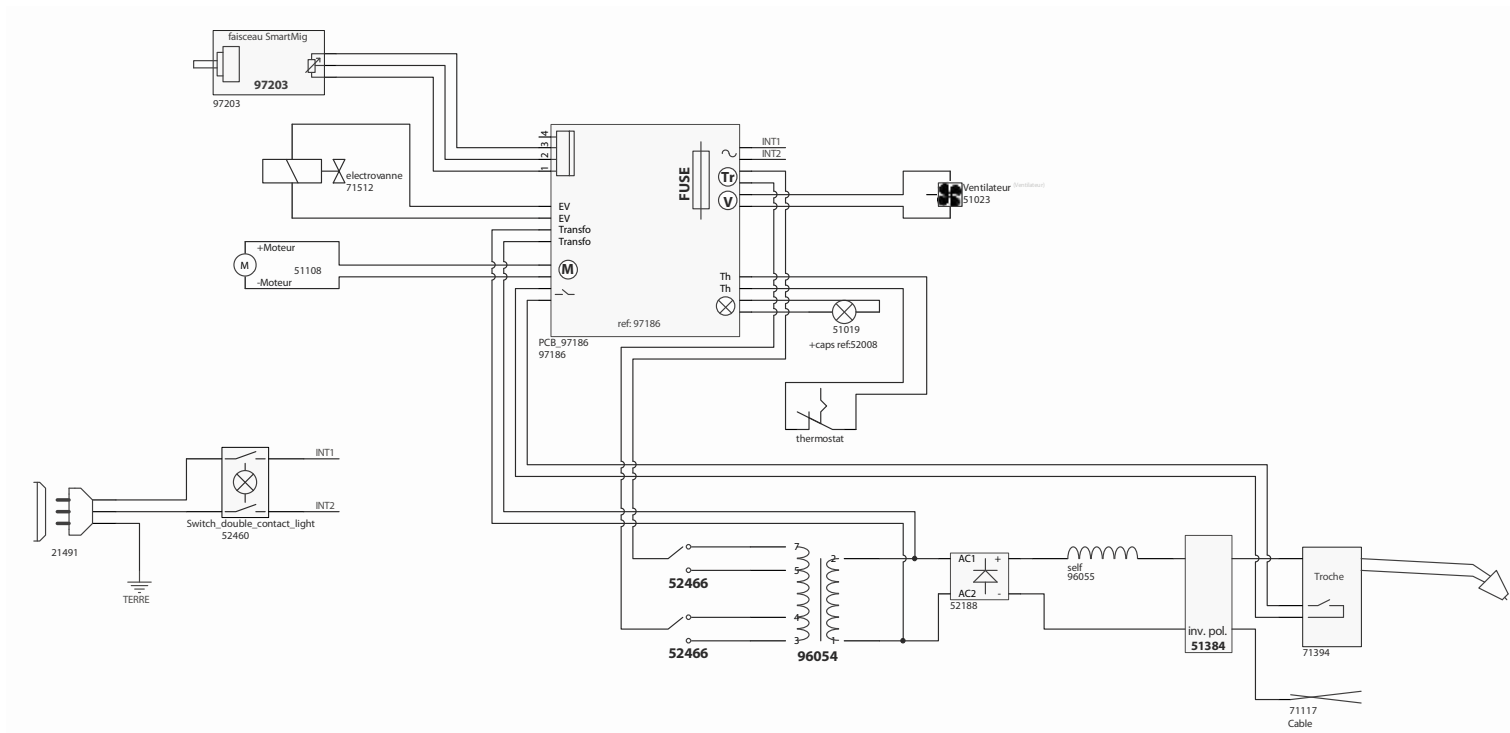 faisceau SmartMig
97203
97203
electrovanne
71512
+Moteur
M
51108
-Moteur
4
3
2
1
EV
EV
Transfo
Transfo
M
FUSE
Tr
V
Th
Th
ref: 97186
PCB_97186
97186
INT1
INT2
Ventilateur (Ventilateur)
51023
51019
+caps ref:52008
thermostat
INT1
INT2
Switch_double_contact_light
52460
21491
TERRE
52466
52466
7
5
4
3
2
1
96054
AC1 +
AC2 -
52188
self
96055
inv. pol.
51384
Troche
71394
71117
Cable